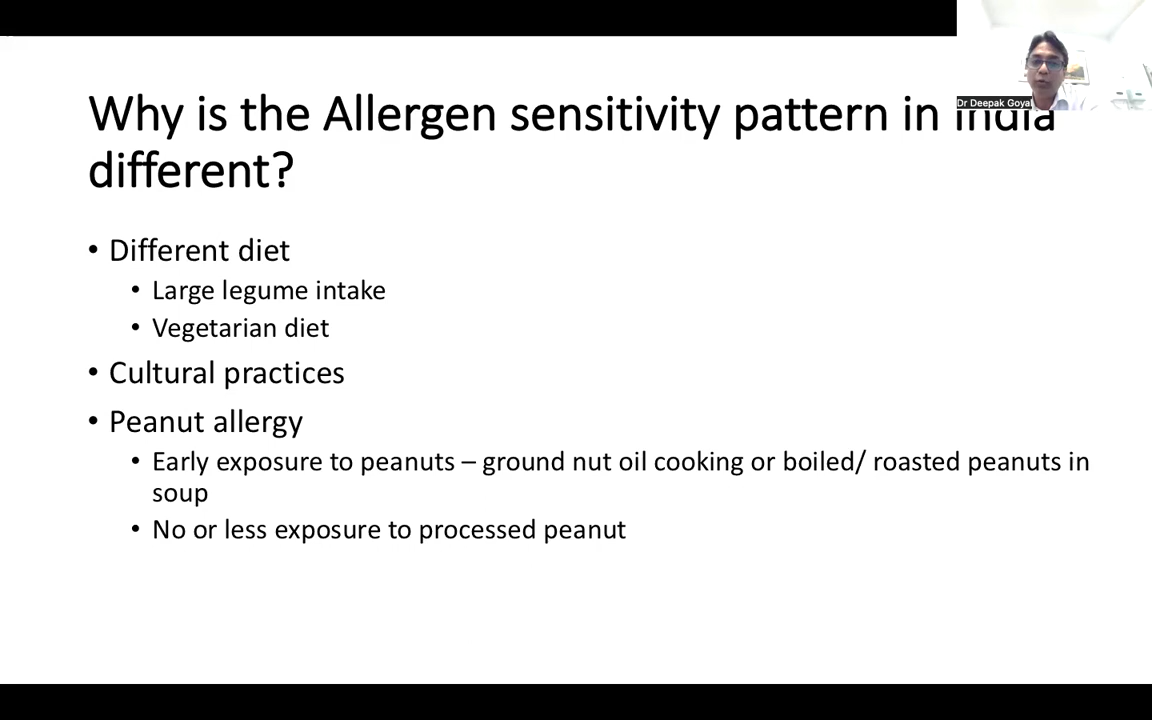 Dr Deepak Goyal
Why is the Allergen sensitivity pattern in India
different?
• Different diet
• Large legume intake
• Vegetarian diet
• Cultural practices
• Peanut allergy
• Early exposure to peanuts – ground nut oil cooking or boiled/ roasted peanuts in
soup
• No or less exposure to processed peanut